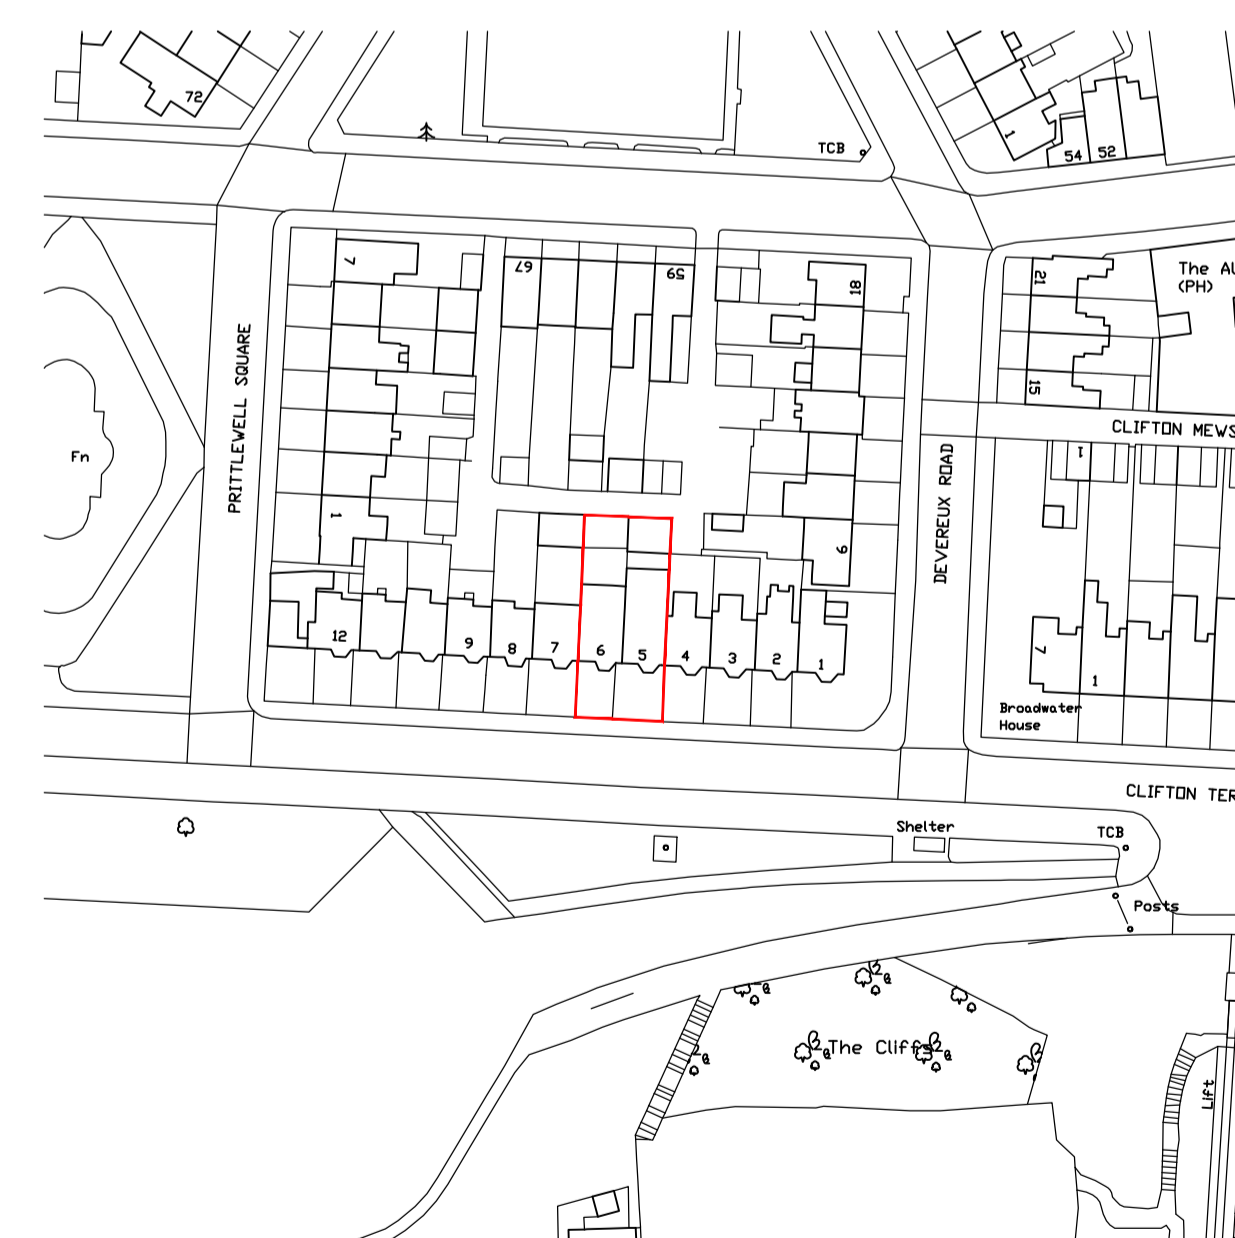 72
TCB
1
54
52
7
67
59
18
21
The AL
(PH)
15
PRITTLEWELL SQUARE
CLIFTON MEWS
Fn
DEVEREUX ROAD
1
1
9
12
9
8
7
6
5
4
3
2
1
7
1
Broadwater
House
CLIFTON TER
Shelter
TCB
Posts
The Cliffs
Lift